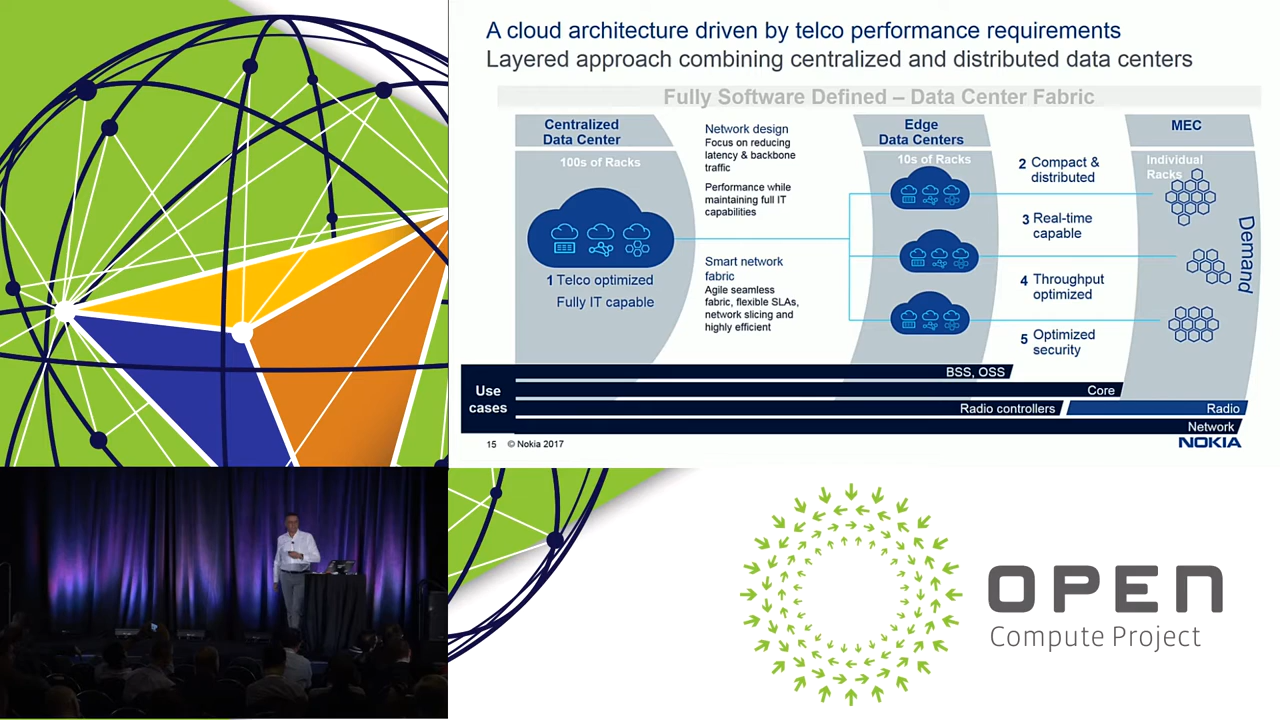 A cloud architecture driven by telco performance requirements
Layered approach combining centralized and distributed data centers
Fully Software Defined – Data Center Fabric
Centralized
Data Center
100s of Racks
1 Telco optimized
Fully IT capable
Network design
Focus on reducing
latency & backbone
traffic
Performance while
maintaining full IT
capabilities
Smart network
fabric
Agile seamless
fabric, flexible SLAs,
network slicing and
highly efficient
Edge
Data Centers
10s of Racks
2 Compact &
distributed
3 Real-time
capable
4 Throughput
optimized
5 Optimized
security
MEC
Individual
Racks
Demand
Use
cases
BSS, OSS
Core
Radio controllers
Radio
Network
15 © Nokia 2017
NOKIA
OPEN
Compute Project